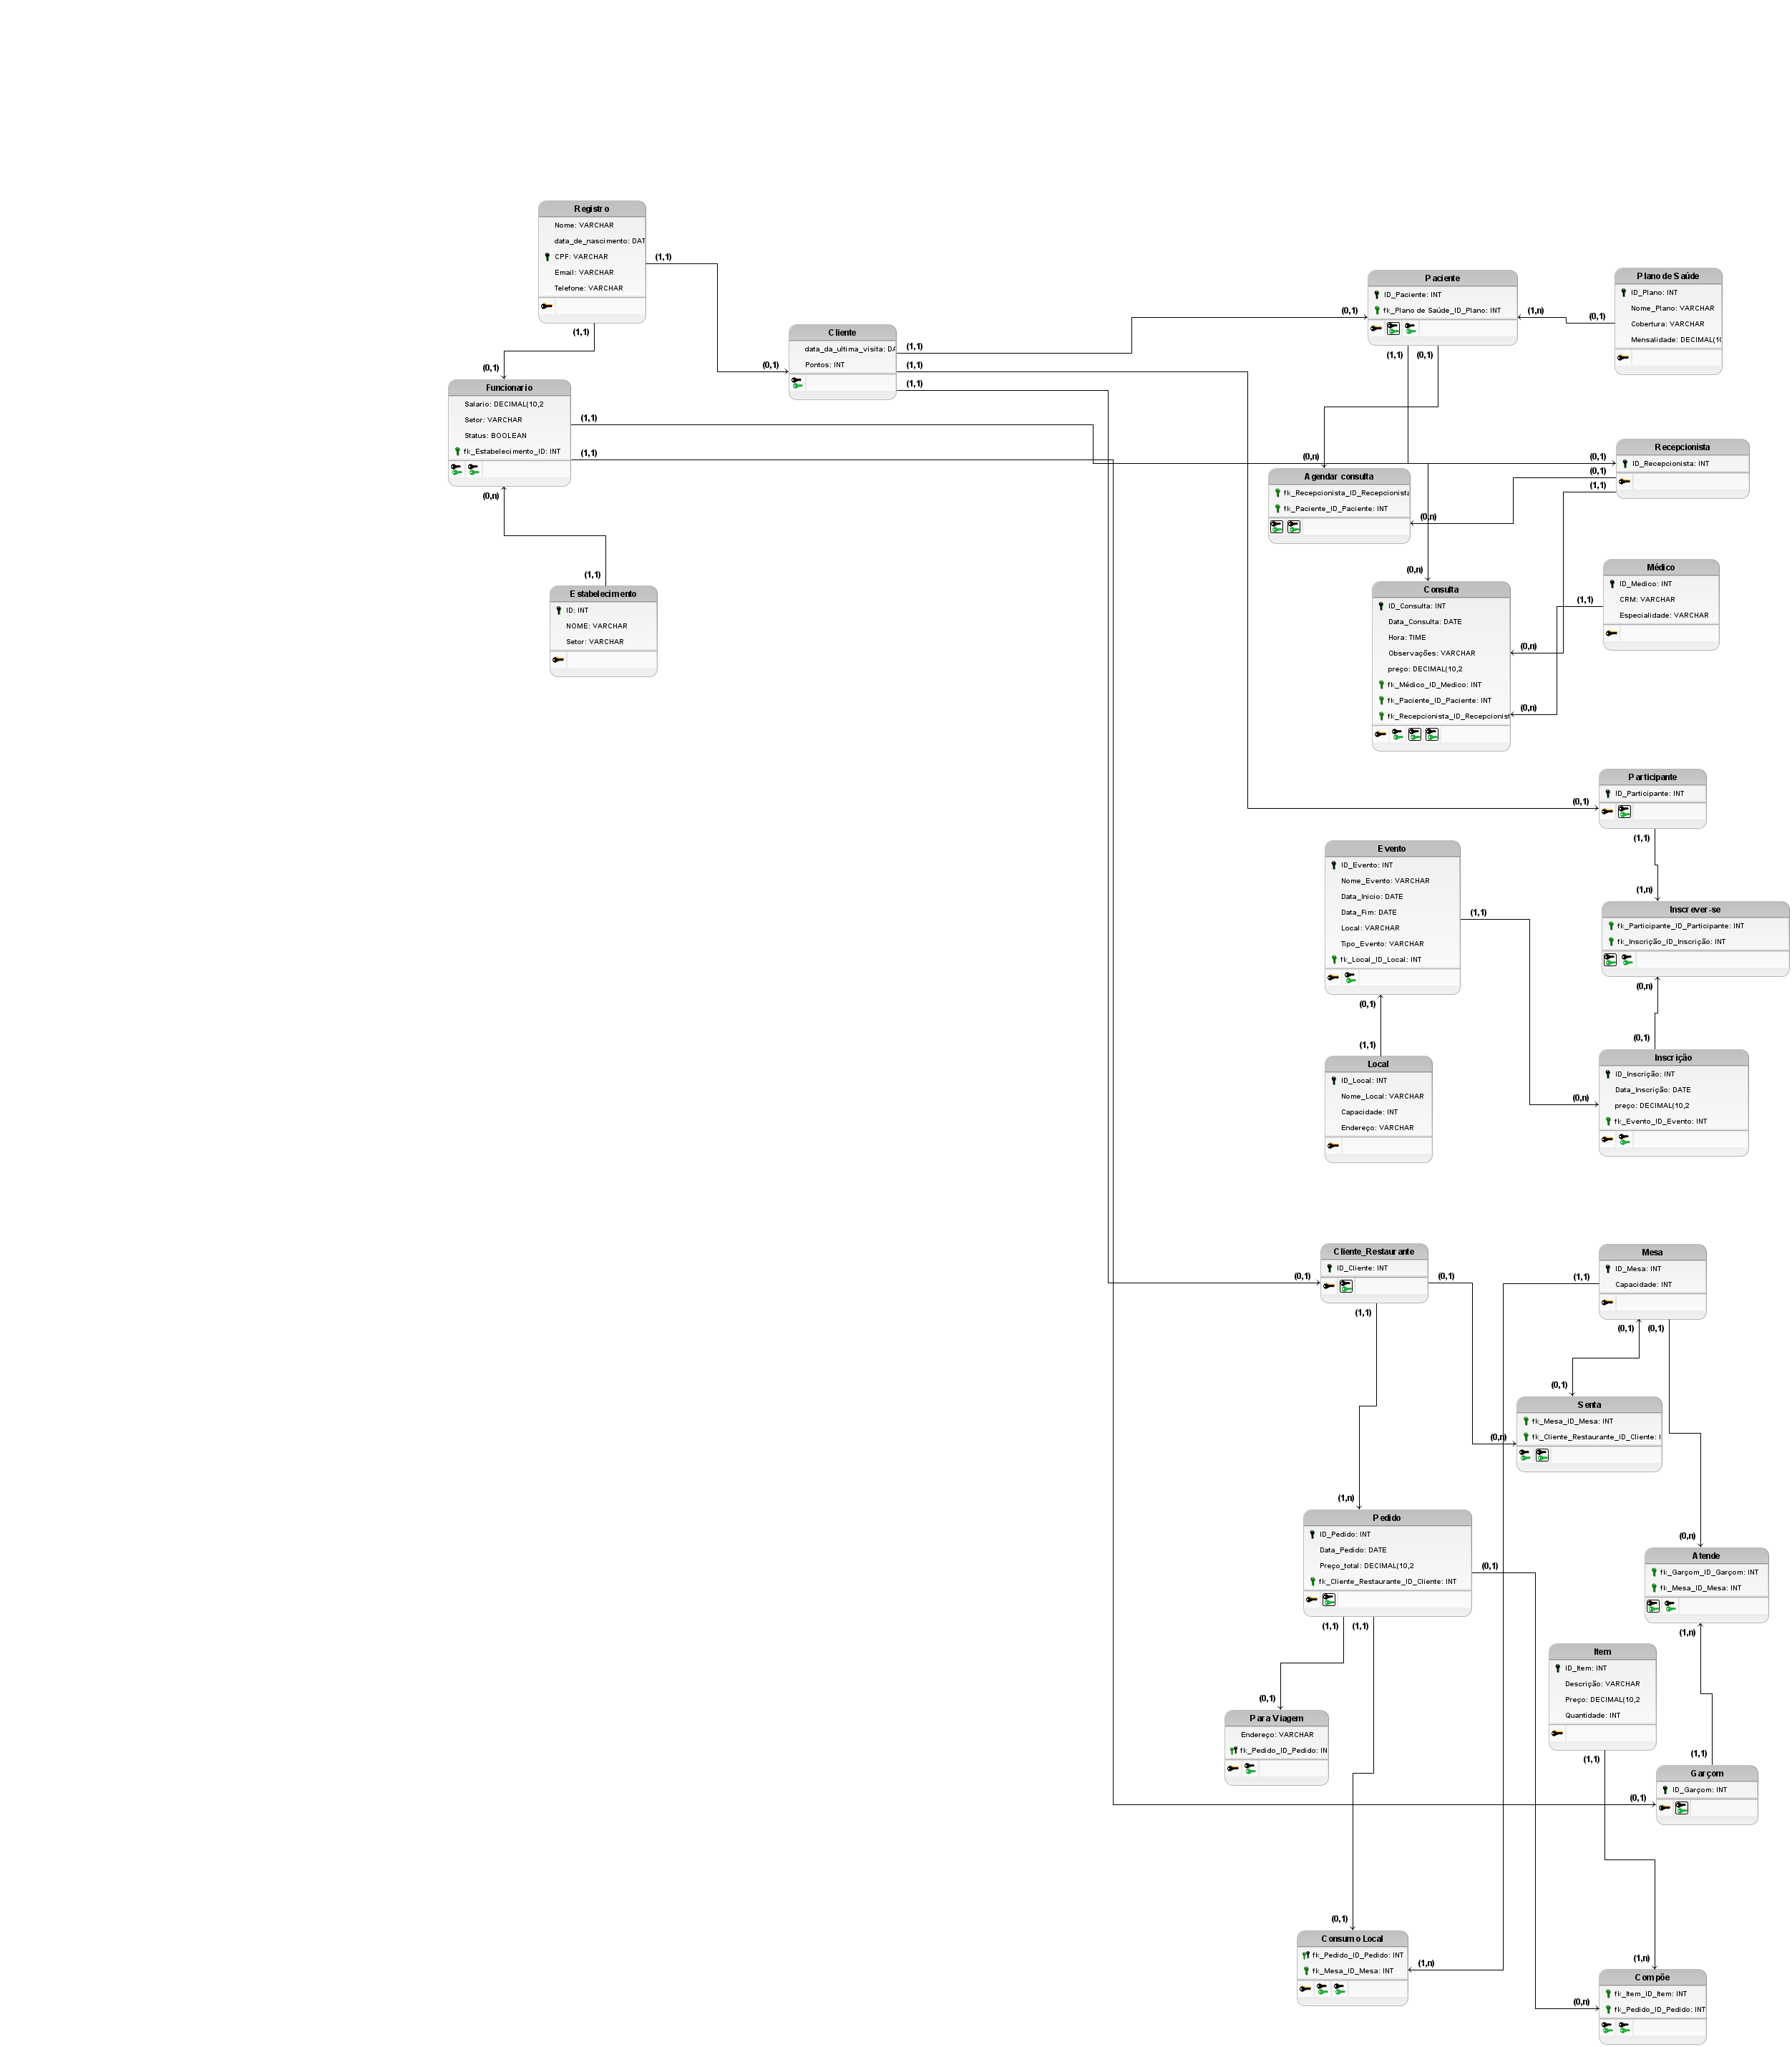 Registro
Nome: VARCHAR
data_de_nascimento: DAT
CPF: VARCHAR
Email: VARCHAR
Telefone: VARCHAR
(1,1)
(1,1)
(0,1)
Funcionario
Salario: DECIMAL(10,2
Setor: VARCHAR
Status: BOOLEAN
fk_Estabelecimento_ID: INT
(1,1)
(1,1)
(0,n)
(1,1)
Estabelecimento
ID: INT
NOME: VARCHAR
Setor: VARCHAR
(0,1)
Cliente
data_da_ultima_visita: DA
Pontos: INT
(1,1)
(1,1)
(1,1)
(0,1)
Paciente
ID_Paciente: INT
fk_Plano de Saúde_ID_Plano: INT
(1,n)
(0,1)
(1,1)
(0,1)
Plano de Saúde
ID_Plano: INT
Nome_Plano: VARCHAR
Cobertura: VARCHAR
Mensalidade: DECIMAL(10
(0,1)
(0,1)
(1,1)
Recepcionista
ID_Recepcionista: INT
(0,n)
Agendar consulta
fk_Recepcionista_ID_Recepcionista
fk_Paciente_ID_Paciente: INT
(0,n)
Médico
ID_Medico: INT
CRM: VARCHAR
Especialidade: VARCHAR
(1,1)
(0,n)
Consulta
ID_Consulta: INT
Data_Consulta: DATE
Hora: TIME
Observações: VARCHAR
preço: DECIMAL(10,2
fk_Médico_ID_Medico: INT
fk_Paciente_ID_Paciente: INT
fk_Recepcionista_ID_Recepcionist
(0,n)
(0,n)
(0,1)
Participante
ID_Participante: INT
(1,1)
(1,n)
Inscrever-se
fk_Participante_ID_Participante: INT
fk_Inscrição_ID_Inscrição: INT
(0,n)
(0,1)
Evento
ID_Evento: INT
Nome_Evento: VARCHAR
Data_Inicio: DATE
Data_Fim: DATE
Local: VARCHAR
Tipo_Evento: VARCHAR
fk_Local_ID_Local: INT
(1,1)
(0,1)
(1,1)
Local
ID_Local: INT
Nome_Local: VARCHAR
Capacidade: INT
Endereço: VARCHAR
(0,n)
Inscrição
ID_Inscrição: INT
Data_Inscrição: DATE
preço: DECIMAL(10,2
fk_Evento_ID_Evento: INT
(0,1)
Cliente_Restaurante
ID_Cliente: INT
(0,1)
(1,1)
(1,1)
Mesa
ID_Mesa: INT
Capacidade: INT
(0,1)
(0,1)
(0,1)
(0,n)
Senta
fk_Mesa_ID_Mesa: INT
fk_Cliente_Restaurante_ID_Cliente: I
(1,n)
Pedido
ID_Pedido: INT
Data_Pedido: DATE
Preço_total: DECIMAL(10,2
fk_Cliente_Restaurante_ID_Cliente: INT
(0,1)
(1,1)
(1,1)
(0,n)
Atende
fk_Garçom_ID_Garçom: INT
fk_Mesa_ID_Mesa: INT
(1,n)
Item
ID_Item: INT
Descrição: VARCHAR
Preço: DECIMAL(10,2
Quantidade: INT
(1,1)
(0,1)
Para Viagem
Endereço: VARCHAR
fk_Pedido_ID_Pedido: IN
(1,1)
(0,1)
Garçom
ID_Garçom: INT
(0,1)
Consumo Local
fk_Pedido_ID_Pedido: INT
fk_Mesa_ID_Mesa: INT
(1,n)
(1,n)
(0,n)
Compõe
fk_Item_ID_Item: INT
fk_Pedido_ID_Pedido: INT